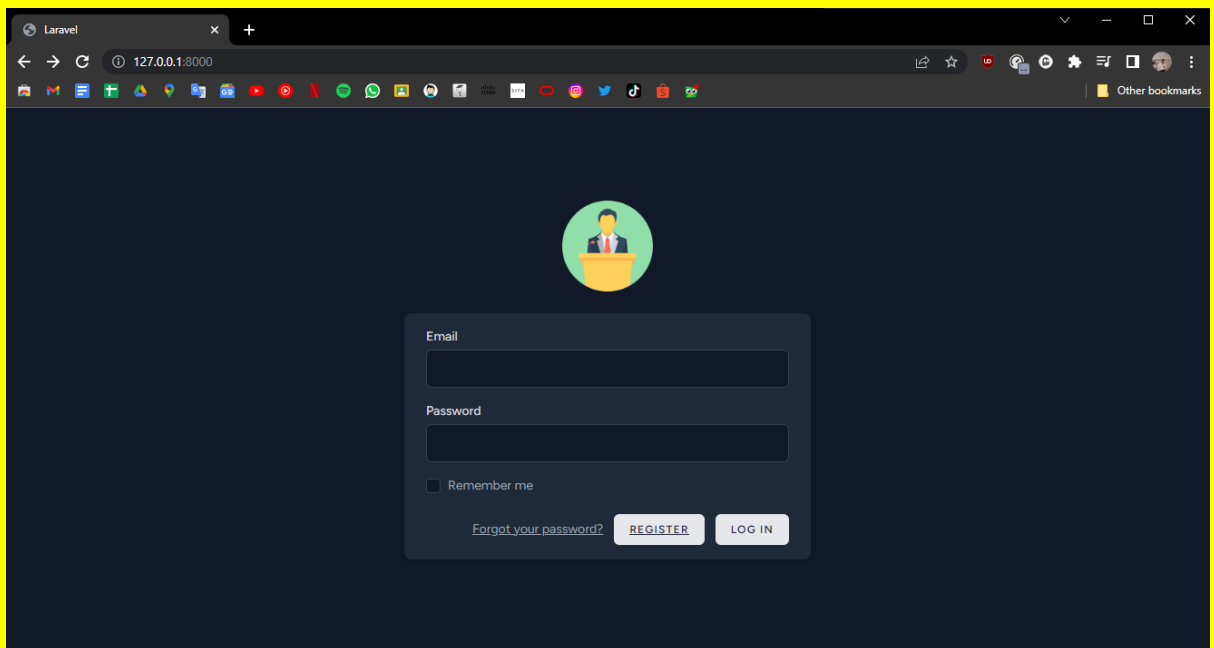 Laravel
127.0.0.1:8000
Other bookmarks
Email
Password
Remember me
Forgot your password? REGISTER LOG IN